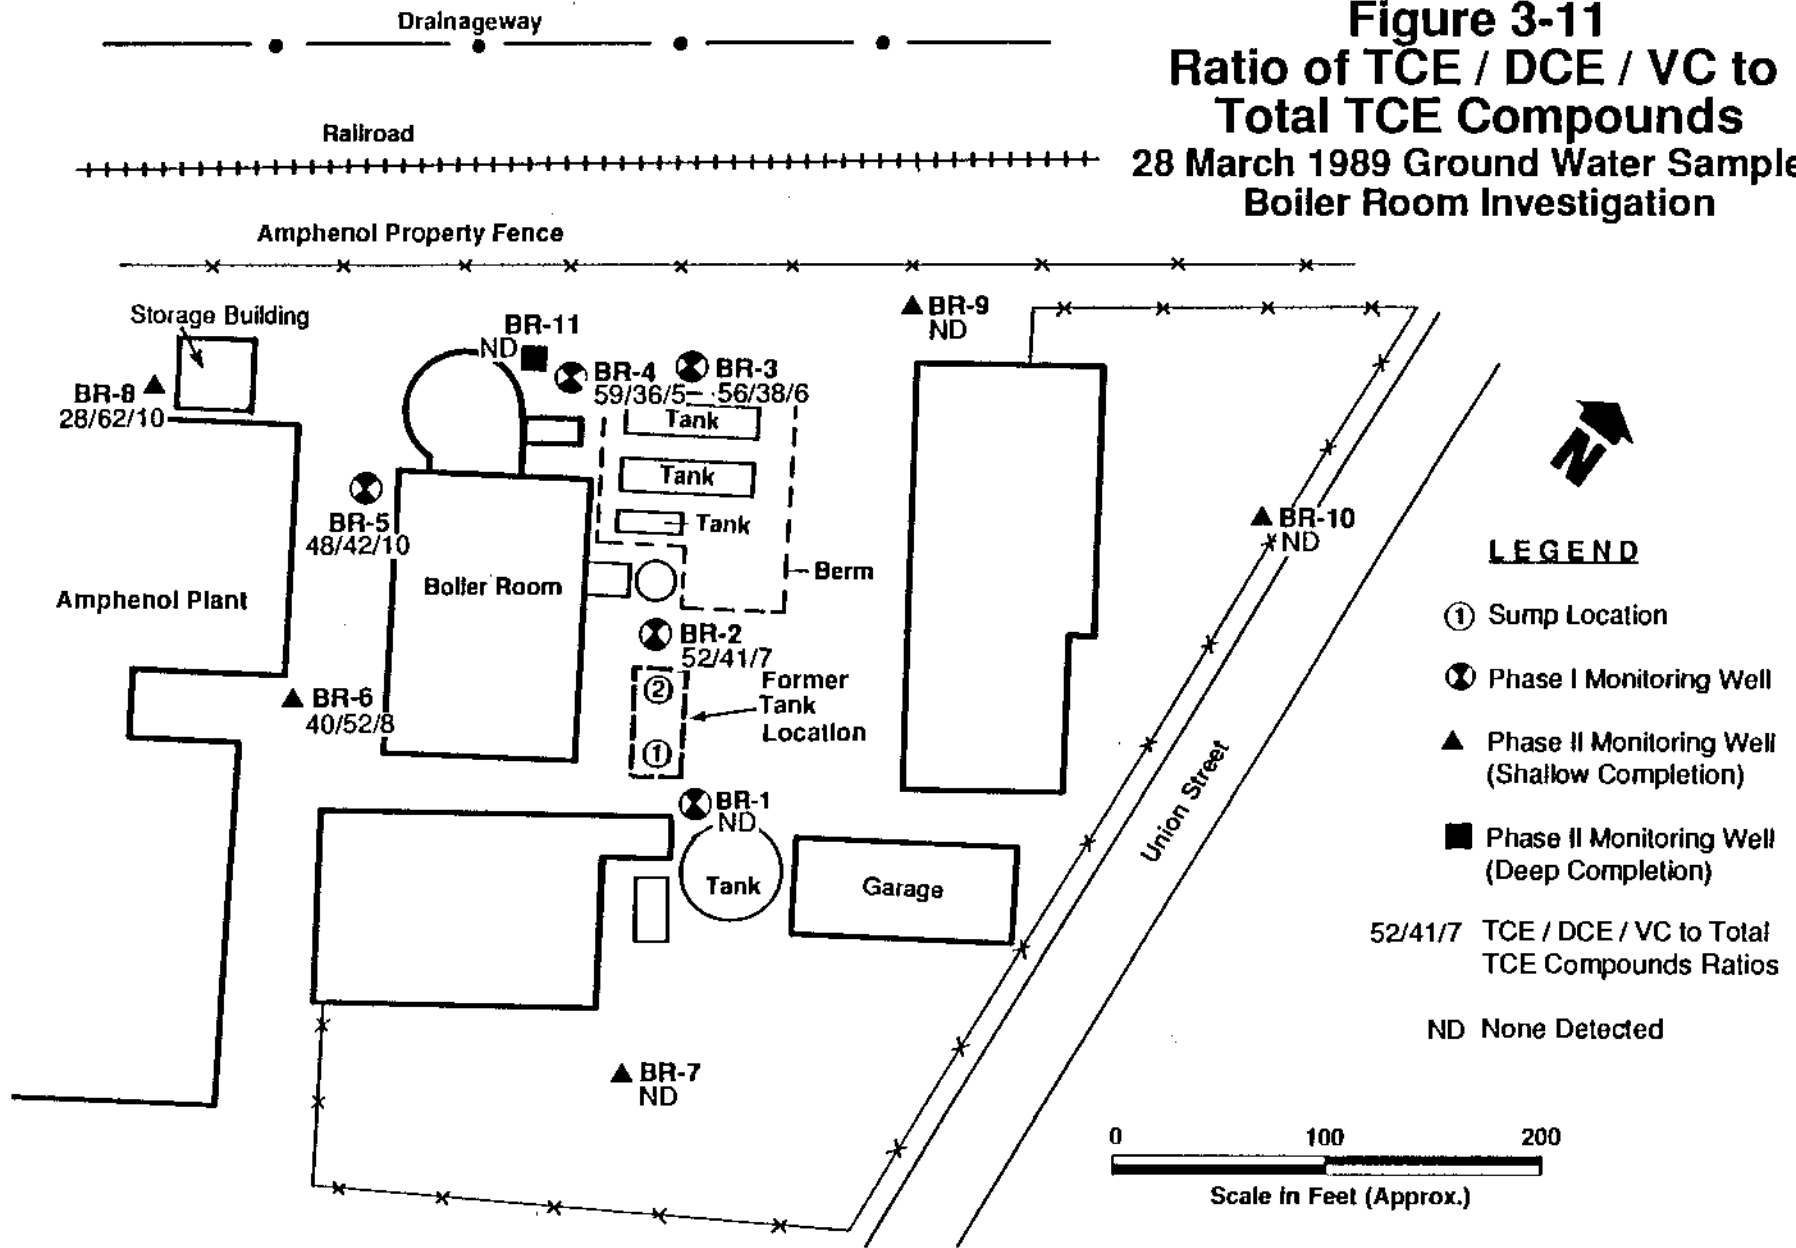 Figure 3-11
Ratio of TCE / DCE / VC to
Total TCE Compounds
28 March 1989 Ground Water Sample
Boiler Room Investigation
Drainageway
Railroad
Amphenol Property Fence
Storage Building
BR-8
28/62/10
BR-11
ND
BR-4
59/36/5
BR-3
56/38/6
BR-9
ND
Tank
Tank
Tank
Berm
BR-5
48/42/10
Boiler Room
Amphenol Plant
BR-10
ND
BR-2
52/41/7
2
1
Former
Tank
Location
BR-6
40/52/8
BR-1
ND
Tank
Garage
Union Street
BR-7
ND
N
LEGEND
1 Sump Location
Phase I Monitoring Well
Phase II Monitoring Well
(Shallow Completion)
Phase II Monitoring Well
(Deep Completion)
52/41/7 TCE / DCE / VC to Total
TCE Compounds Ratios
ND None Detected
0 100 200
Scale in Feet (Approx.)